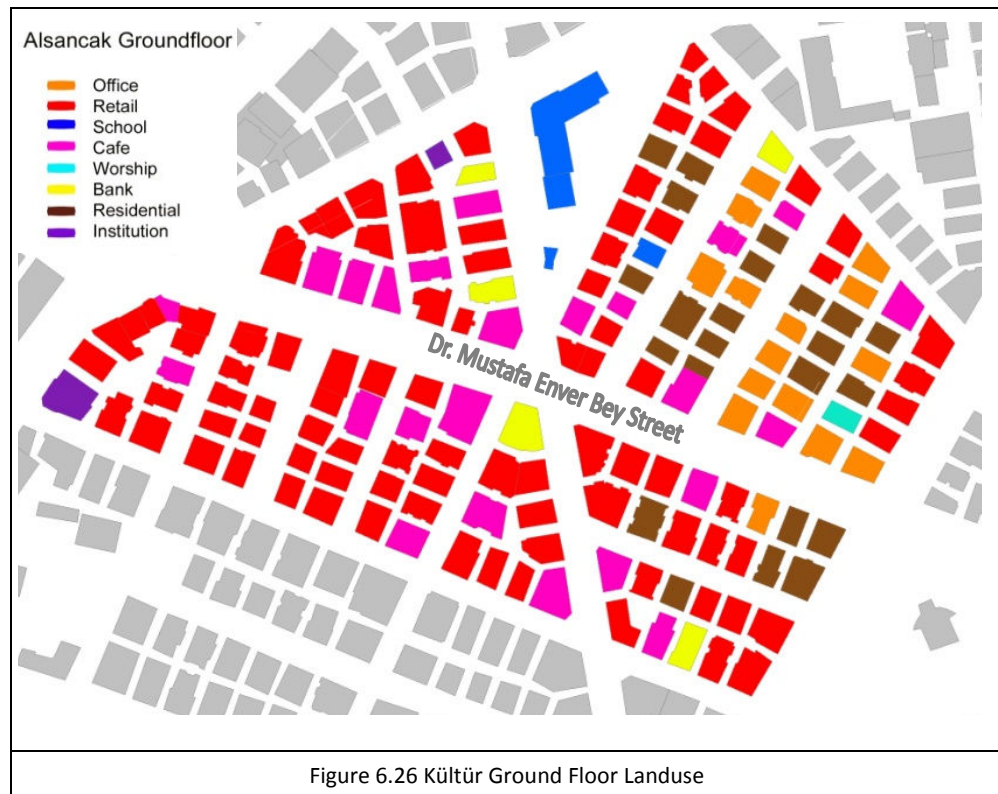 Alsancak Groundfloor
Office
Retail
School
Cafe
Worship
Bank
Residential
Institution
Dr. Mustafa Enver Bey Street
Figure 6.26 Kültür Ground Floor Landuse